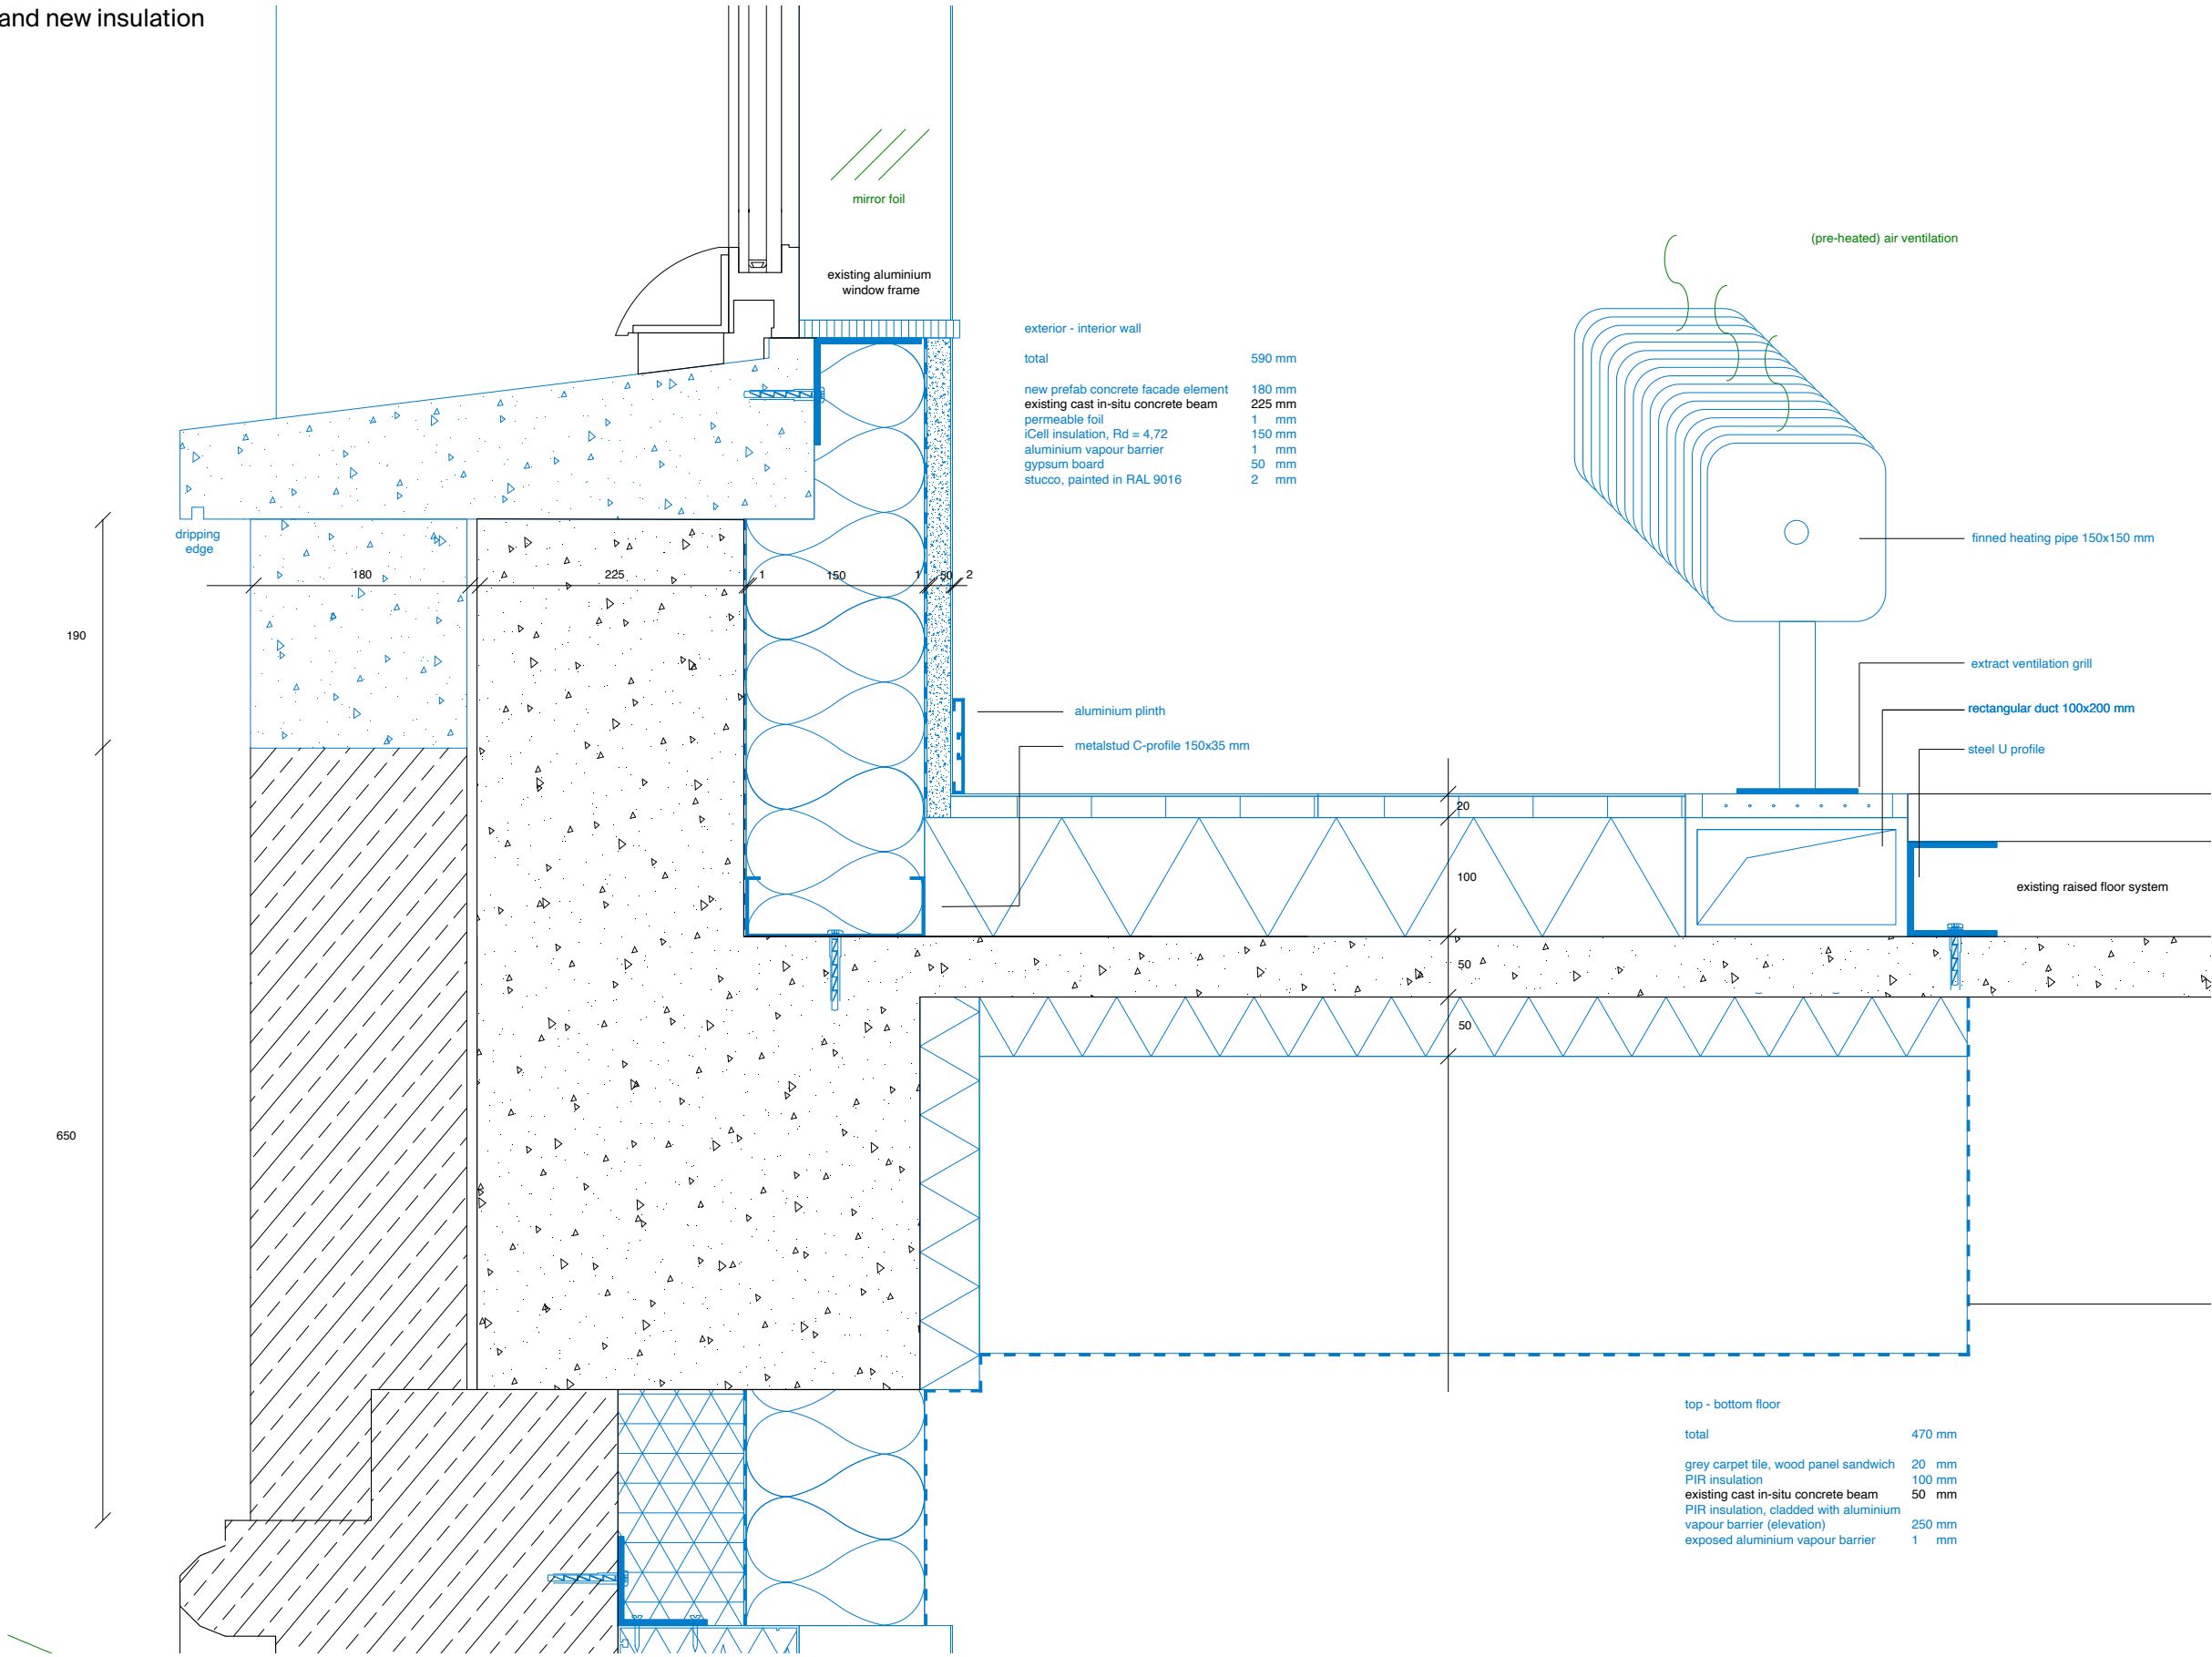 and new insulation
mirror foil
existing aluminium
window frame
(pre-heated) air ventilation
exterior - interior wall
total 590 mm
new prefab concrete facade element 180 mm
existing cast in-situ concrete beam 225 mm
permeable foil 1 mm
iCell insulation, Rd = 4,72 150 mm
aluminium vapour barrier 1 mm
gypsum board 50 mm
stucco, painted in RAL 9016 2 mm
dripping
edge
finned heating pipe 150x150 mm
180 225 1 150 1 50 2
190
extract ventilation grill
aluminium plinth
rectangular duct 100x200 mm
metalstud C-profile 150x35 mm
steel U profile
20
100
existing raised floor system
50
50
650
top - bottom floor
total 470 mm
grey carpet tile, wood panel sandwich 20 mm
PIR insulation 100 mm
existing cast in-situ concrete beam 50 mm
PIR insulation, cladded with aluminium
vapour barrier (elevation) 250 mm
exposed aluminium vapour barrier 1 mm